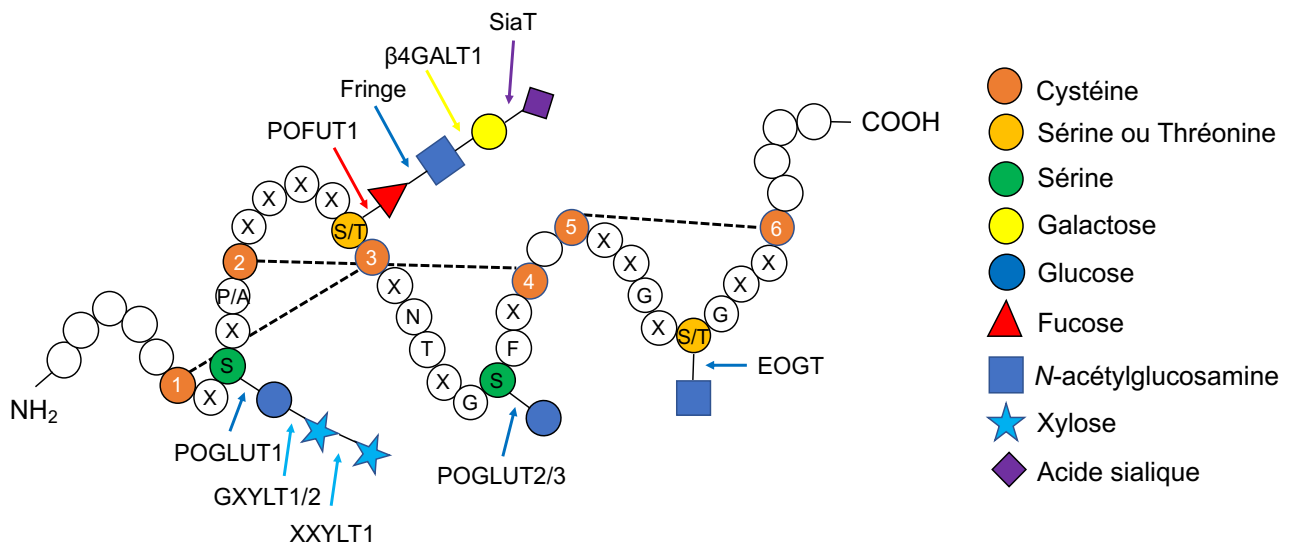 SiaT
β4GALT1
Fringe
POFUT1
X
X
X
X
S/T
2
3
P/A
X
S
1
X
X
N
T
X
G
S
F
X
4
5
X
X
G
X
S/T
G
X
X
6
COOH
NH2
POGLUT1
GXYLT1/2
XXYLT1
POGLUT2/3
EOGT
Cystéine
Sérine ou Thréonine
Sérine
Galactose
Glucose
Fucose
N-acétylglucosamine
Xylose
Acide sialique